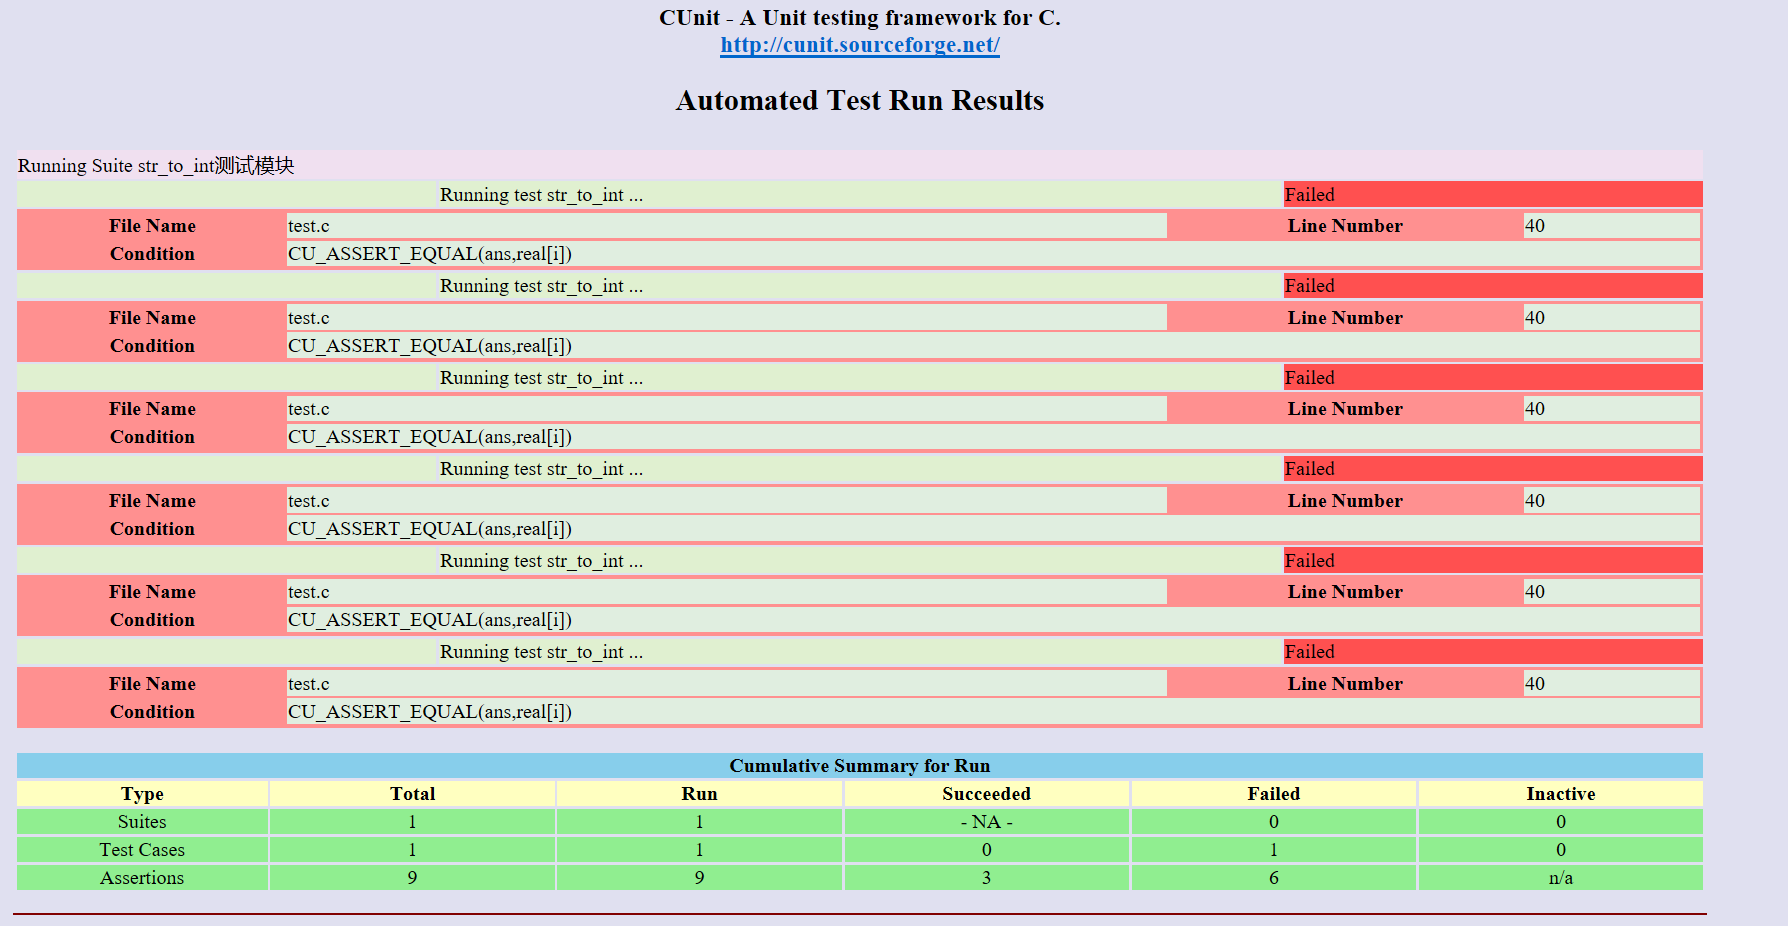 CUnit - A Unit testing framework for C.
http://cunit.sourceforge.net/
Automated Test Run Results
Running Suite str_to_int测试模块
Running test str_to_int ... Failed
File Name test.c Line Number 40
Condition CU_ASSERT_EQUAL(ans,real[i])
Running test str_to_int ... Failed
File Name test.c Line Number 40
Condition CU_ASSERT_EQUAL(ans,real[i])
Running test str_to_int ... Failed
File Name test.c Line Number 40
Condition CU_ASSERT_EQUAL(ans,real[i])
Running test str_to_int ... Failed
File Name test.c Line Number 40
Condition CU_ASSERT_EQUAL(ans,real[i])
Running test str_to_int ... Failed
File Name test.c Line Number 40
Condition CU_ASSERT_EQUAL(ans,real[i])
Running test str_to_int ... Failed
File Name test.c Line Number 40
Condition CU_ASSERT_EQUAL(ans,real[i])
Cumulative Summary for Run
Type Total Run Succeeded Failed Inactive
Suites 1 1 - NA - 0 0
Test Cases 1 1 0 1 0
Assertions 9 9 3 6 n/a